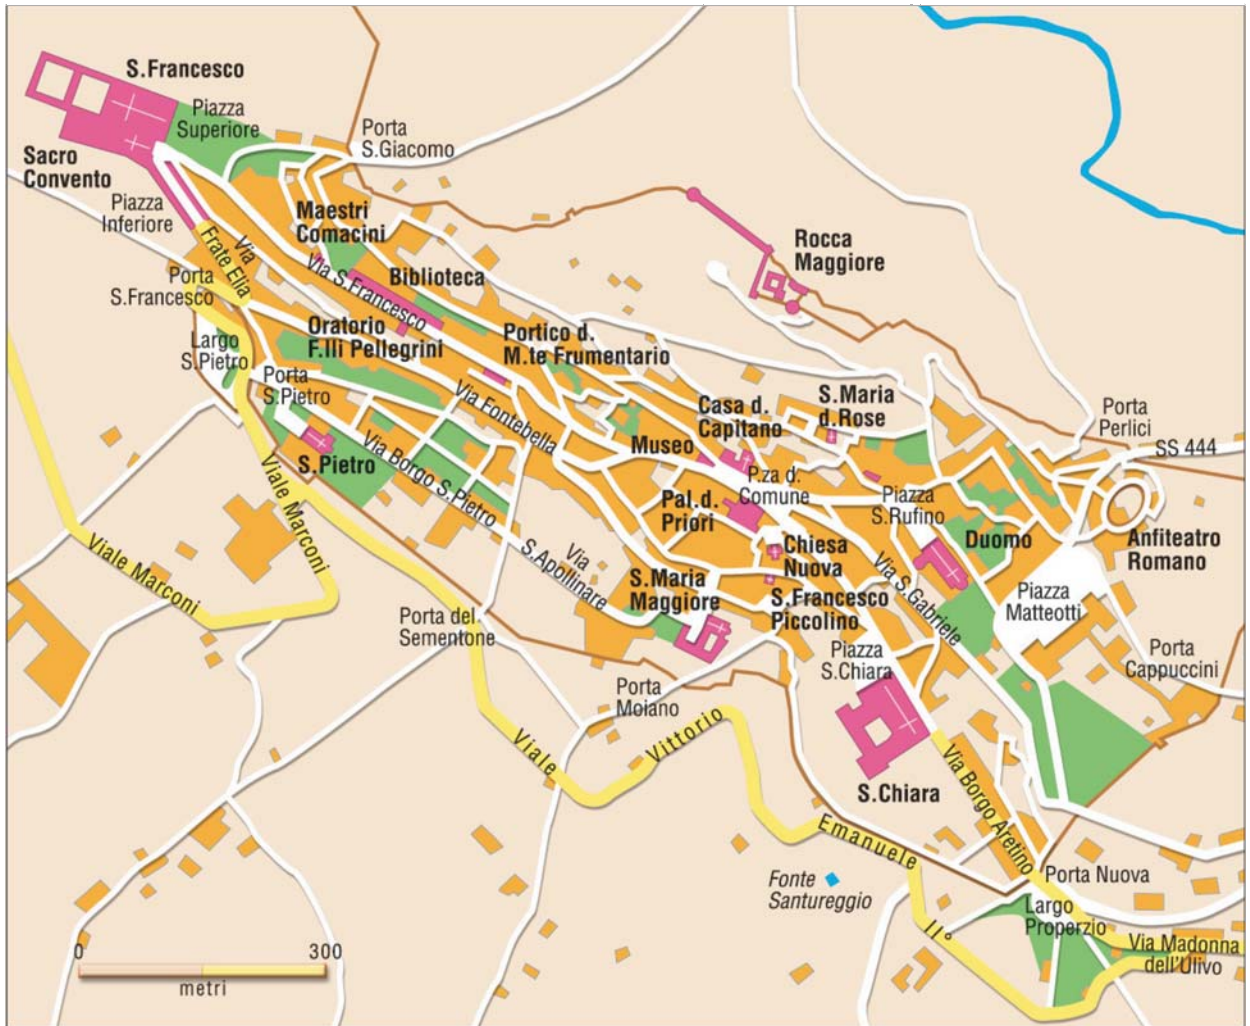 S.Francesco
Piazza
Superiore
Porta
S.Giacomo
Sacro
Convento
Piazza
Inferiore
Maestri
Comacini
Via
Frate Elia
Rocca
Maggiore
Porta
S.Francesco
Via S.Francesco
Biblioteca
Oratorio
F.lli Pellegrini
Portico d.
M.te Frumentario
Largo
S.Pietro
Porta
S.Pietro
Via Fontebella
Casa d.
Capitano
S.Maria
d.Rose
Porta
Perlici
SS 444
Museo
S.Pietro
Via Borgo S.Pietro
P.za d.
Comune
Pal.d.
Priori
Piazza
S.Rufino
Duomo
Anfiteatro
Romano
Viale Marconi
Viale Marconi
Chiesa
Nuova
Via
S.Apollinare
S.Maria
Maggiore
S.Francesco
Piccolino
Via S.Gabriele
Piazza
Matteotti
Porta del
Sementone
Piazza
S.Chiara
Porta
Cappuccini
Porta
Moiano
Viale
Vittorio
Emanuele
II°
S.Chiara
Via Borgo Aretino
Fonte
Santureggio
Porta Nuova
Largo
Properzio
Via Madonna
dell'Ulivo
0 300
metri